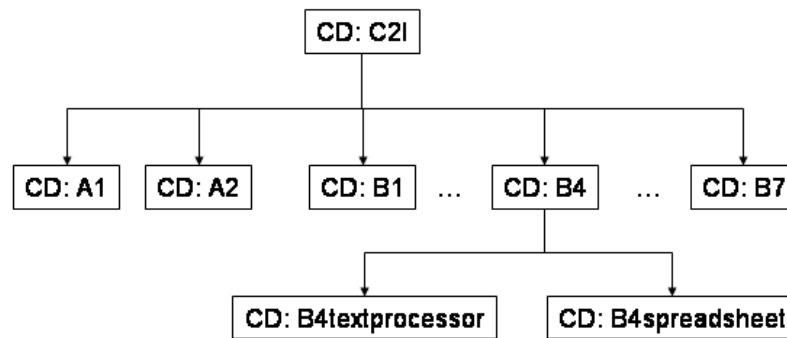 CD: C2I
CD: A1 CD: A2 CD: B1 ... CD: B4 ... CD: B7
CD: B4textprocessor CD: B4spreadsheet